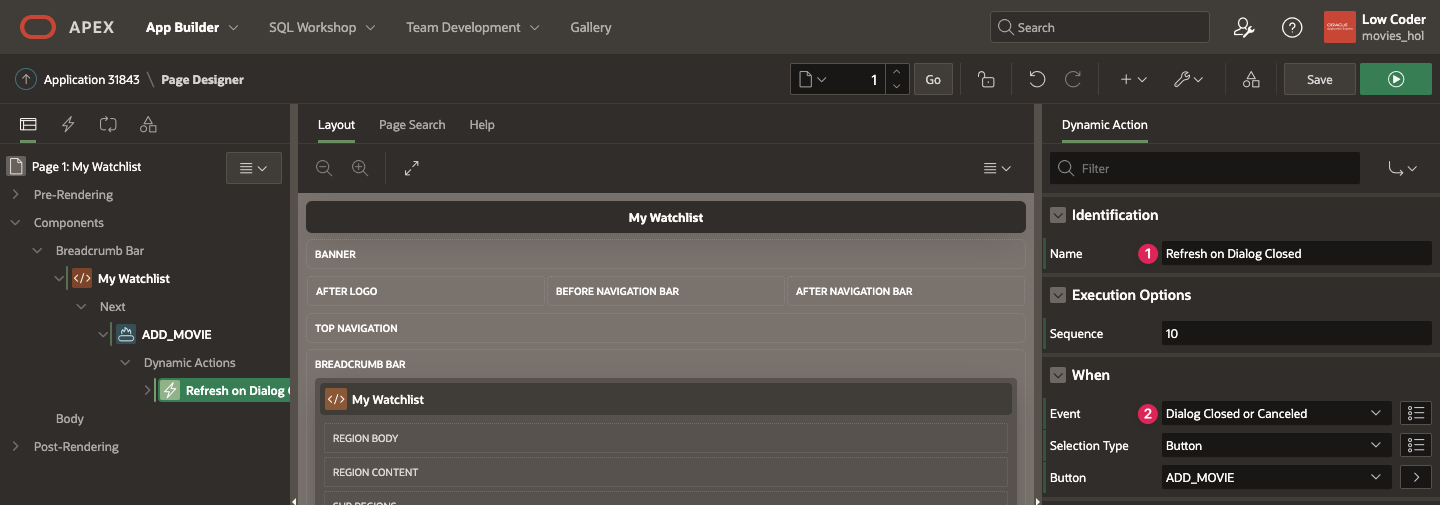 APEX App Builder SQL Workshop Team Development Gallery Search Low Coder
ORACLE movies_hol
Application 31843 \ Page Designer 1 Go Save
Layout Page Search Help Dynamic Action
Page 1: My Watchlist
Filter
Pre-Rendering
Components
Breadcrumb Bar
My Watchlist
Next
ADD_MOVIE
Dynamic Actions
Refresh on Dialog
Body
Post-Rendering
My Watchlist
BANNER
AFTER LOGO BEFORE NAVIGATION BAR AFTER NAVIGATION BAR
TOP NAVIGATION
BREADCRUMB BAR
</> My Watchlist
REGION BODY
REGION CONTENT
SUB REGIONS
Identification
Name 1 Refresh on Dialog Closed
Execution Options
Sequence 10
When
Event 2 Dialog Closed or Canceled
Selection Type Button
Button ADD_MOVIE